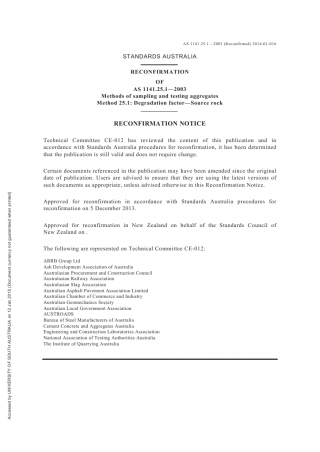 AS 1141.25.1—2003 (Reconfirmed) 2014-01-016
STANDARDS AUSTRALIA
RECONFIRMATION
OF
AS 1141.25.1—2003
Methods of sampling and testing aggregates
Method 25.1: Degradation factor—Source rock
RECONFIRMATION NOTICE
Technical Committee CE-012 has reviewed the content of this publication and in
accordance with Standards Australia procedures for reconfirmation, it has been determined
that the publication is still valid and does not require change.
Certain documents referenced in the publication may have been amended since the original
date of publication. Users are advised to ensure that they are using the latest versions of
such documents as appropriate, unless advised otherwise in this Reconfirmation Notice.
Approved for reconfirmation in accordance with Standards Australia procedures for
reconfirmation on 5 December 2013.
Approved for reconfirmation in New Zealand on behalf of the Standards Council of
New Zealand on .
The following are represented on Technical Committee CE-012:
ARRB Group Ltd
Ash Development Association of Australia
Australasian Procurement and Construction Council
Australasian Railway Association
Australasian Slag Association
Australian Asphalt Pavement Association Limited
Australian Chamber of Commerce and Industry
Australian Geomechanics Society
Australian Local Government Association
AUSTROADS
Bureau of Steel Manufacturers of Australia
Cement Concrete and Aggregates Australia
Engineering and Construction Laboratories Association
National Association of Testing Authorities Australia
The Institute of Quarrying Australia
Accessed by UNIVERSITY OF SOUTH AUSTRALIA on 12 Jan 2015 (Document currency not guaranteed when printed)